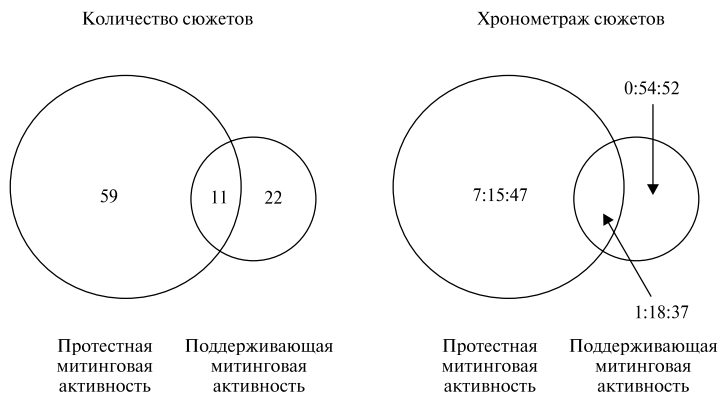 Количество сюжетов
59
11
22
Протестная
митинговая
активность
Поддерживающая
митинговая
активность
Хронометраж сюжетов
0:54:52
7:15:47
1:18:37
Протестная
митинговая
активность
Поддерживающая
митинговая
активность